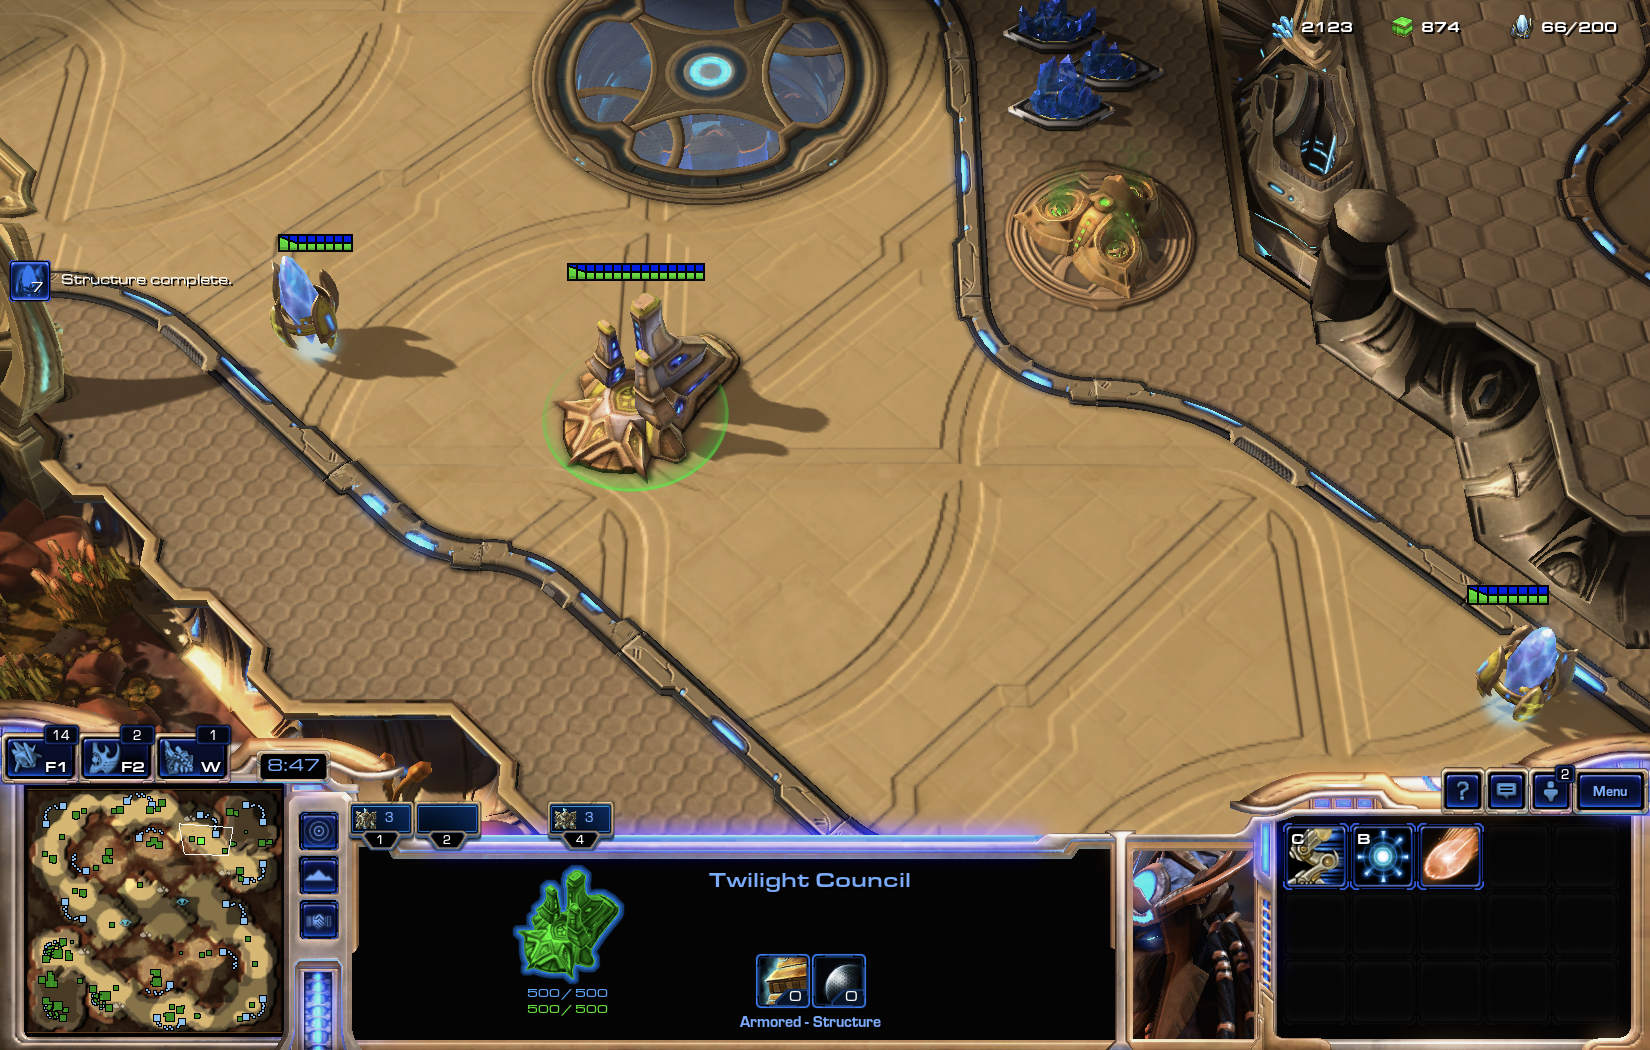 2123 874 66/200
7 Structure complete.
14 2 1
F1 F2 W
8:47
2
? Menu
3 3
1 2 4
C B
Twilight Council
500/500
500/500
0 0
Armored - Structure